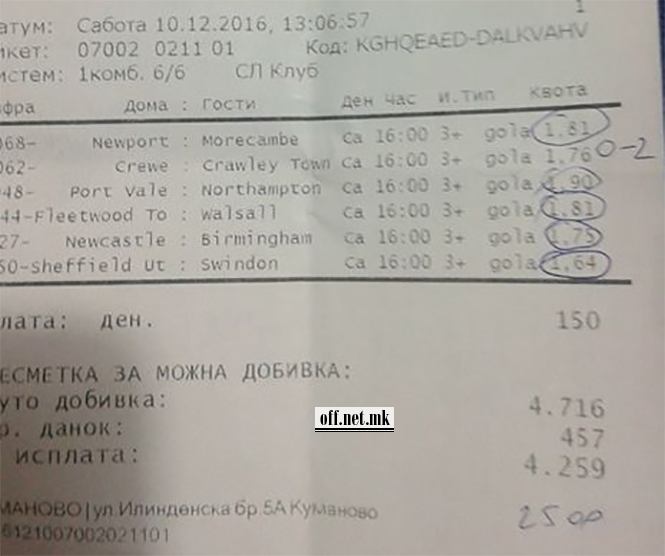 1
атум: Сабота 10.12.2016, 13:06:57
икет: 07002 0211 01 Код: KGHQEAED-DALKVAHV
истем: 1комб. 6/6 СЛ Клуб
ифра Дома : Гости Ден Час И.Тип Квота
068- Newport : Morecambe Са 16:00 3+ gola 1,81
062- Crewe : Crawley Town Са 16:00 3+ gola 1,76 0-2
048- Port Vale : Northampton Са 16:00 3+ gola 1,90
44-Fleetwood To : Walsall Са 16:00 3+ gola 1,81
27- Newcastle : Birmingham Са 16:00 3+ gola 1,75
50-Sheffield Ut : Swindon Са 16:00 3+ gola 1,64
лата: ден. 150
ЕСМЕТКА ЗА МОЖНА ДОБИВКА:
уто добивка: 4.716
р. данок: 457
исплата: 4.259
off.net.mk
МАНОВО|ул.Илинденска бр.5А Куманово
6121007002021101